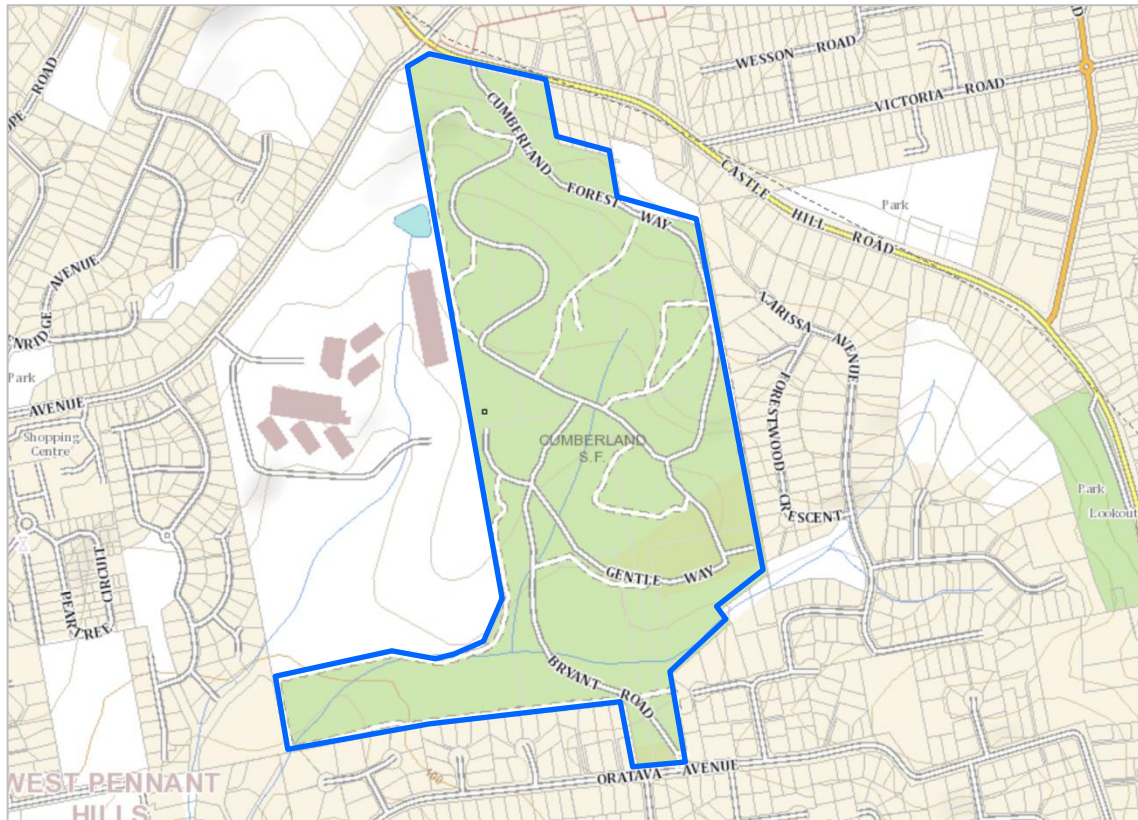 WESSON ROAD
VICTORIA ROAD
CUMBERLAND FOREST WAY
CASTLE HILL ROAD
Park
LARISSA AVENUE
FORESTWOOD CRESCENT
AVENUE
Park
AVENUE
Shopping
Centre
CUMBERLAND
S.F.
Park
Lookout
GENTLE WAY
PEARTREE
CIRCUIT
BRYANT ROAD
ORATAVA AVENUE
100
WEST PENNANT
HILLS